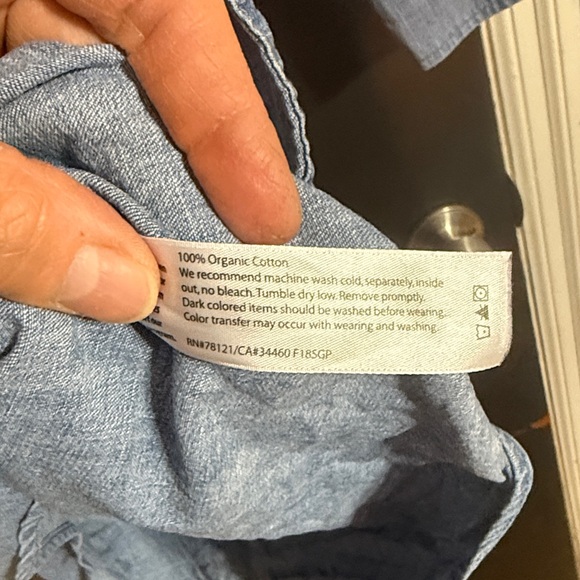 100% Organic Cotton
We recommend machine wash cold, separately, inside
out, no bleach. Tumble dry low. Remove promptly.
Dark colored items should be washed before wearing.
Color transfer may occur with wearing and washing.
RN#78121/CA#34460 F18SGP